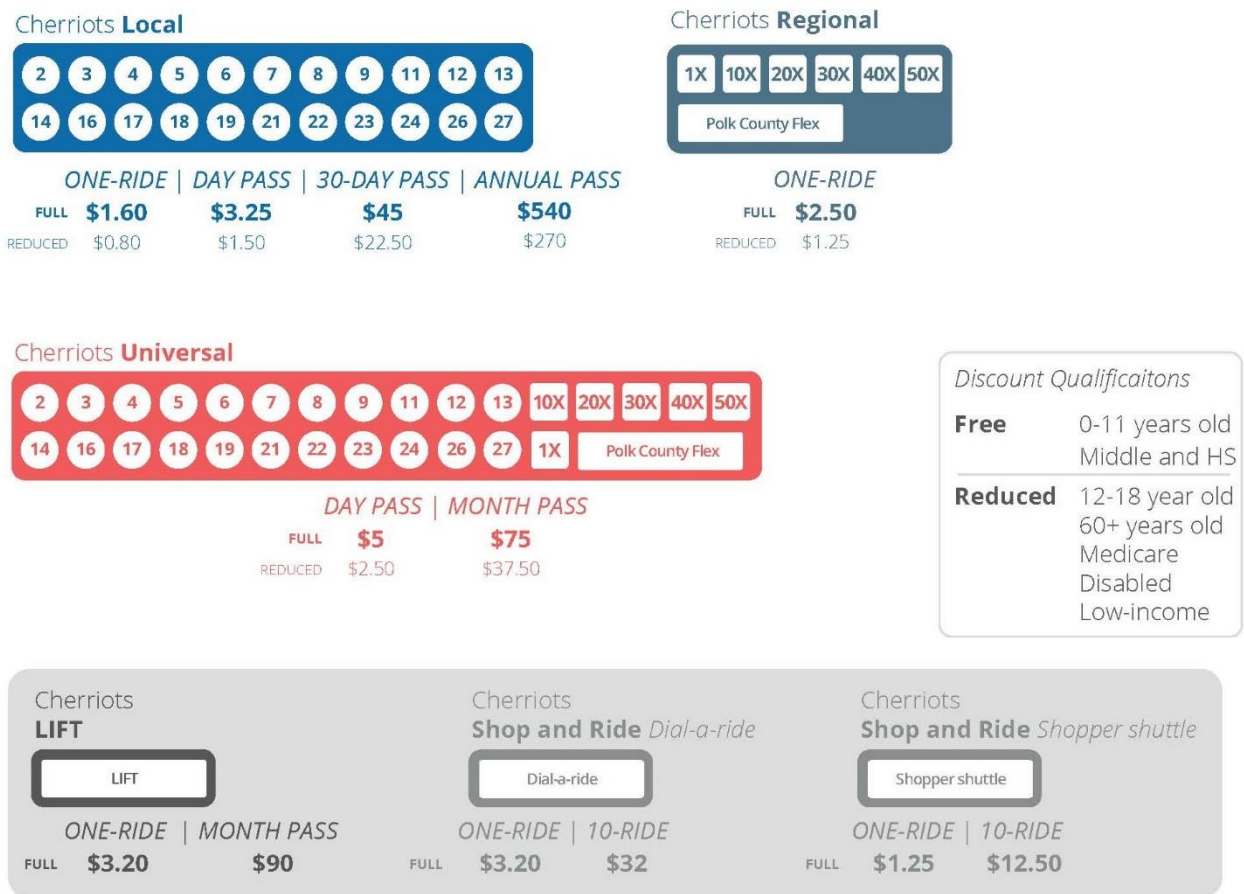 Cherriots Local
2 3 4 5 6 7 8 9 11 12 13
14 16 17 18 19 21 22 23 24 26 27
ONE-RIDE | DAY PASS | 30-DAY PASS | ANNUAL PASS
FULL $1.60 $3.25 $45 $540
REDUCED $0.80 $1.50 $22.50 $270
Cherriots Regional
1X 10X 20X 30X 40X 50X
Polk County Flex
ONE-RIDE
FULL $2.50
REDUCED $1.25
Cherriots Universal
2 3 4 5 6 7 8 9 11 12 13 10X 20X 30X 40X 50X
14 16 17 18 19 21 22 23 24 26 27 1X Polk County Flex
DAY PASS | MONTH PASS
FULL $5 $75
REDUCED $2.50 $37.50
Discount Qualificaitons
Free 0-11 years old
Middle and HS
Reduced 12-18 year old
60+ years old
Medicare
Disabled
Low-income
Cherriots
LIFT
LIFT
ONE-RIDE | MONTH PASS
FULL $3.20 $90
Cherriots
Shop and Ride Dial-a-ride
Dial-a-ride
ONE-RIDE | 10-RIDE
FULL $3.20 $32
Cherriots
Shop and Ride Shopper shuttle
Shopper shuttle
ONE-RIDE | 10-RIDE
FULL $1.25 $12.50